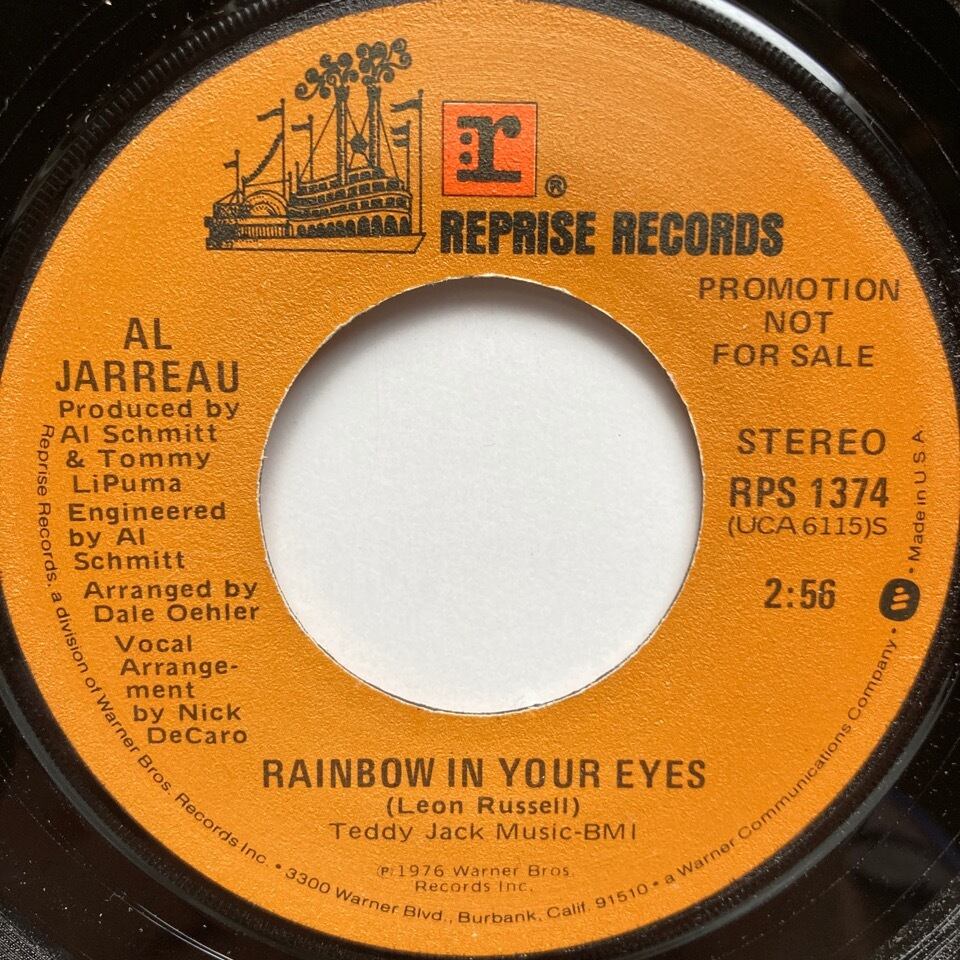 r
®
REPRISE RECORDS
PROMOTION
NOT
FOR SALE
AL
JARREAU
Produced by
Al Schmitt
& Tommy
LiPuma
Engineered
by Al
Schmitt
Arranged by
Dale Oehler
Vocal
Arrange-
ment
by Nick
DeCaro
STEREO
RPS 1374
(UCA 6115)S
2:56
RAINBOW IN YOUR EYES
(Leon Russell)
Teddy Jack Music-BMI
℗1976 Warner Bros.
Records Inc.
Reprise Records, a division of Warner Bros. Records Inc. • 3300 Warner Blvd., Burbank, Calif. 91510 • a Warner Communications Company • Made in U.S.A.